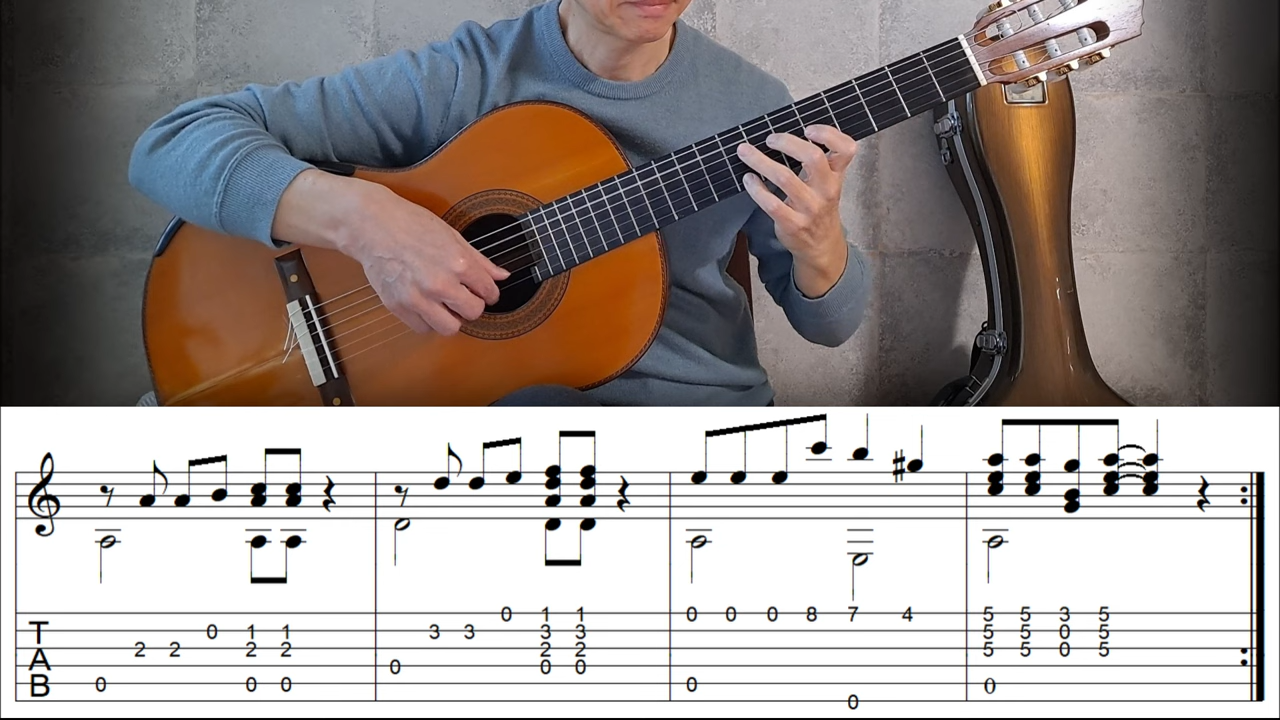 0 1 1 0 0 0 8 7 4 5 5 3 5
T 0 1 1 3 3 3 3 5 5 0 5
A 2 2 2 2 2 2 5 5 0 5
0 0 0
B 0 0 0 0 0
0